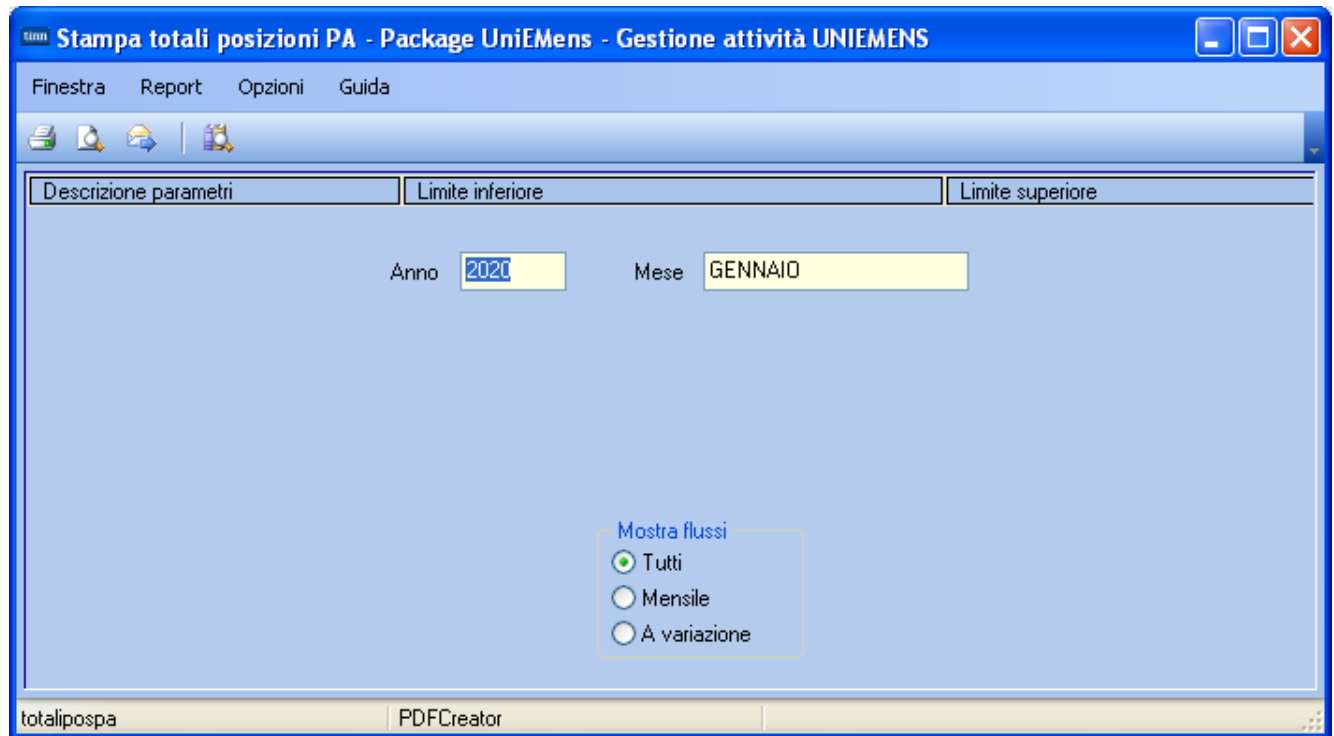 tinn Stampa totali posizioni PA - Package UniEMens - Gestione attività UNIEMENS
Finestra Report Opzioni Guida
Descrizione parametri Limite inferiore Limite superiore
Anno 2020 Mese GENNAIO
Mostra flussi
Tutti
Mensile
A variazione
totalipospa PDFCreator